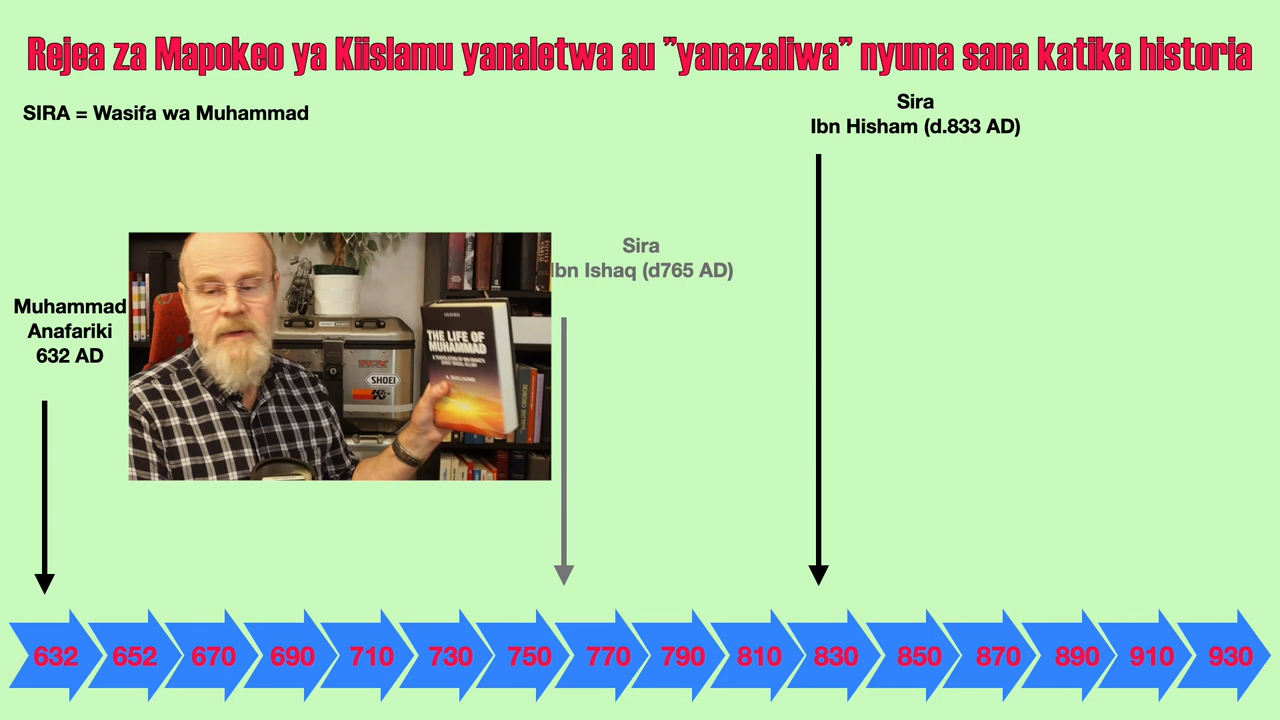 Rejea za Mapokeo ya Kiislamu yanaletwa au ”yanazaliwa” nyuma sana katika historia
SIRA = Wasifa wa Muhammad
Sira
Ibn Hisham (d.833 AD)
Sira
Ibn Ishaq (d765 AD)
Muhammad
Anafariki
632 AD
THE LIFE OF
MUHAMMAD
SHOEI
K&N
632 652 670 690 710 730 750 770 790 810 830 850 870 890 910 930